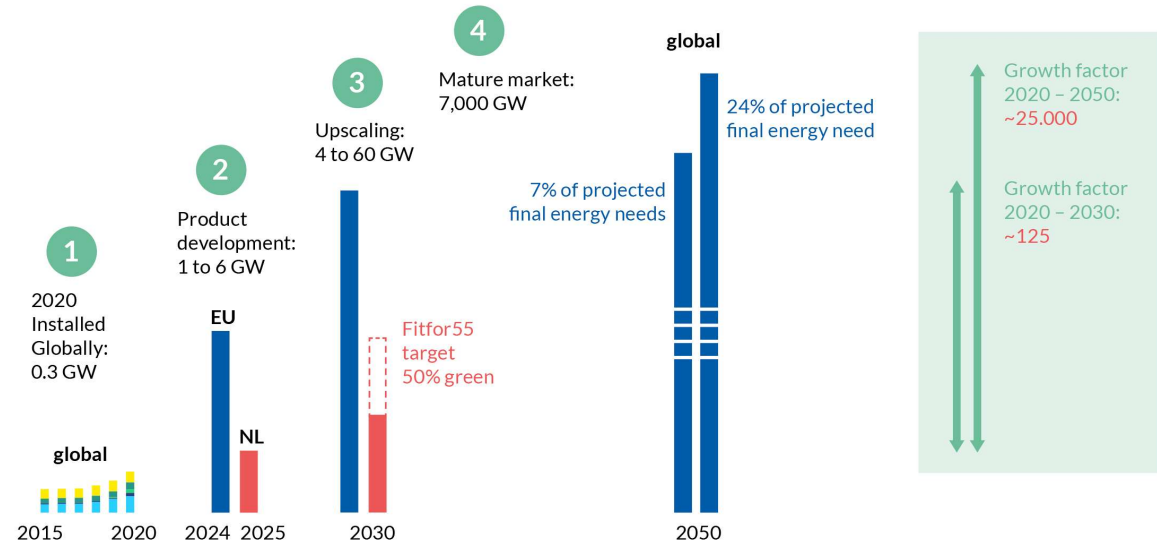 1
2020
Installed
Globally:
0.3 GW
global
2015
2020
2
Product
development:
1 to 6 GW
EU
NL
2024
2025
3
Upscaling:
4 to 60 GW
Fitfor55
target
50% green
2030
4
Mature market:
7,000 GW
global
7% of projected
final energy needs
24% of projected
final energy need
2050
Growth factor
2020 – 2050:
~25.000
Growth factor
2020 – 2030:
~125